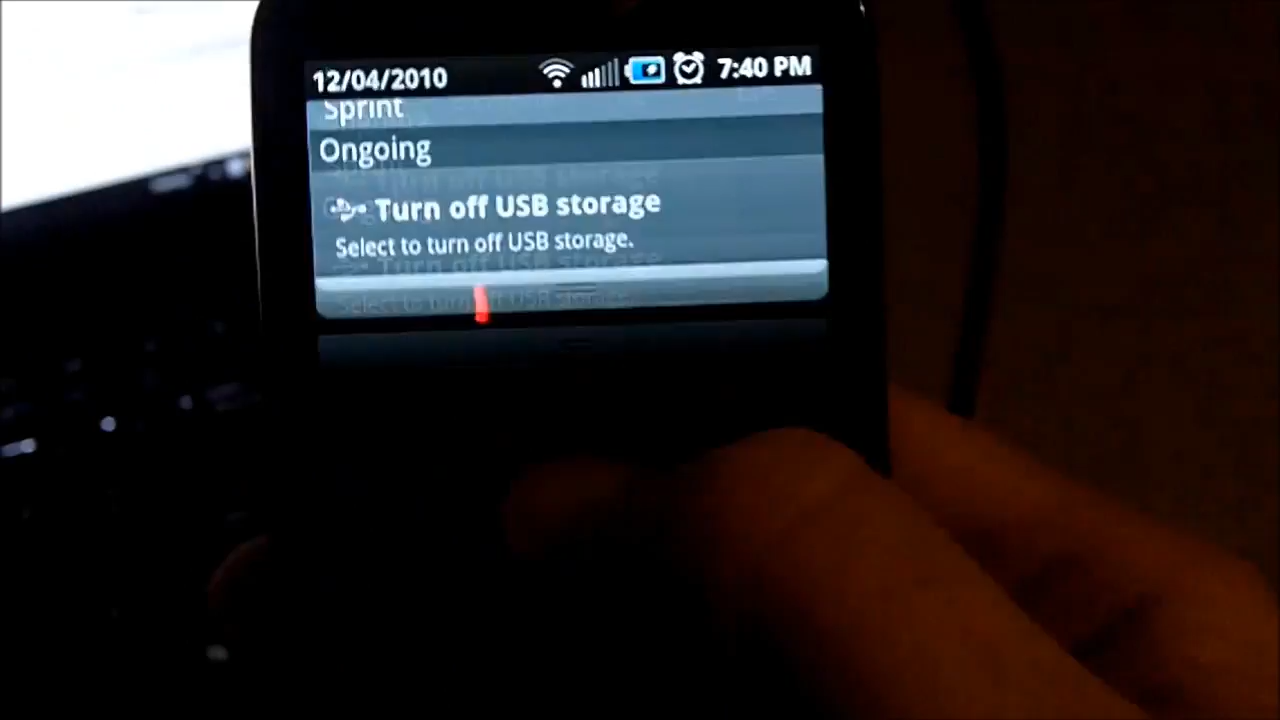 12/04/2010 7:40 PM
Sprint
Ongoing
Turn off USB storage
Select to turn off USB storage.